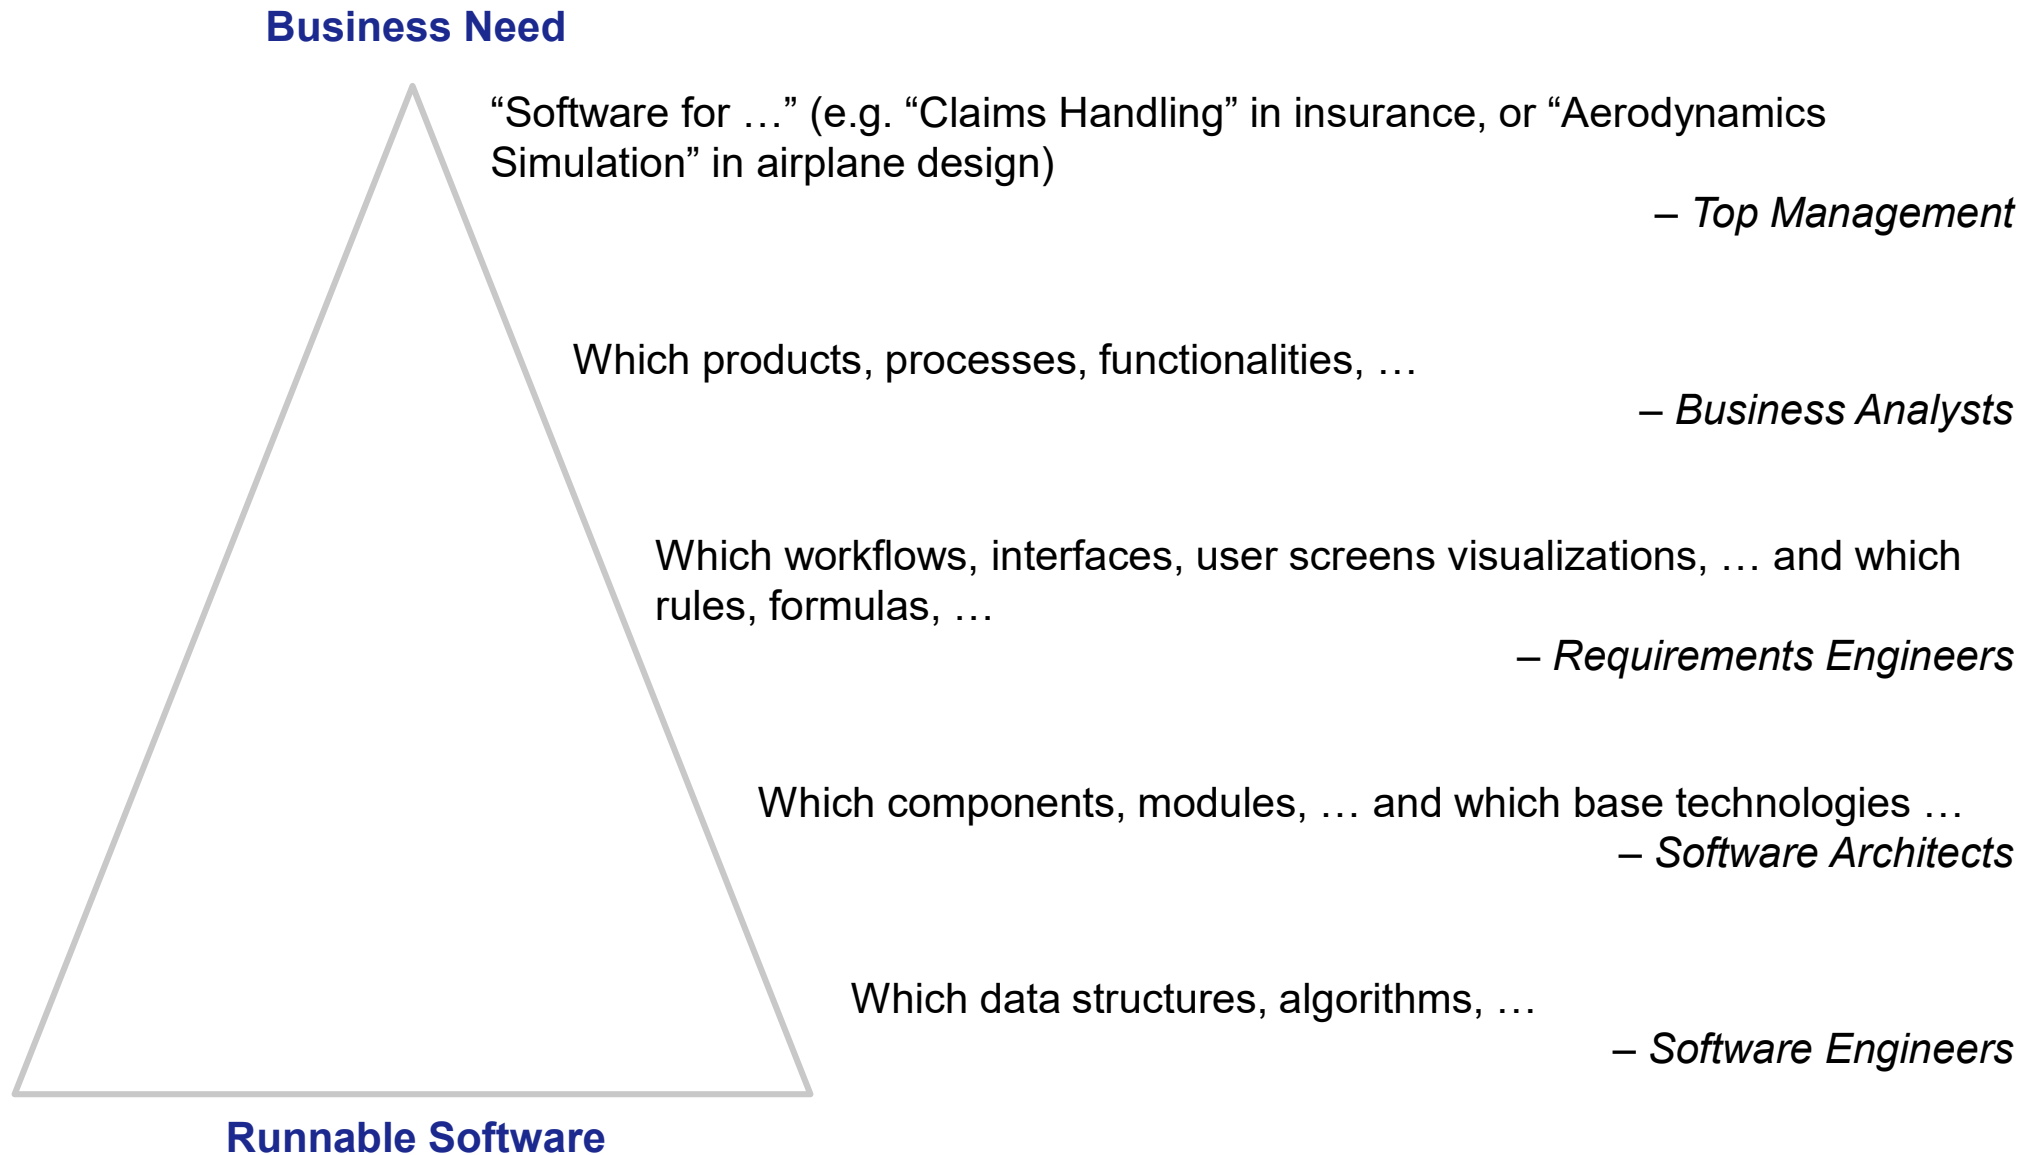 Business Need
“Software for …” (e.g. “Claims Handling” in insurance, or “Aerodynamics
Simulation” in airplane design)
– Top Management
Which products, processes, functionalities, …
– Business Analysts
Which workflows, interfaces, user screens visualizations, … and which
rules, formulas, …
– Requirements Engineers
Which components, modules, … and which base technologies …
– Software Architects
Which data structures, algorithms, …
– Software Engineers
Runnable Software